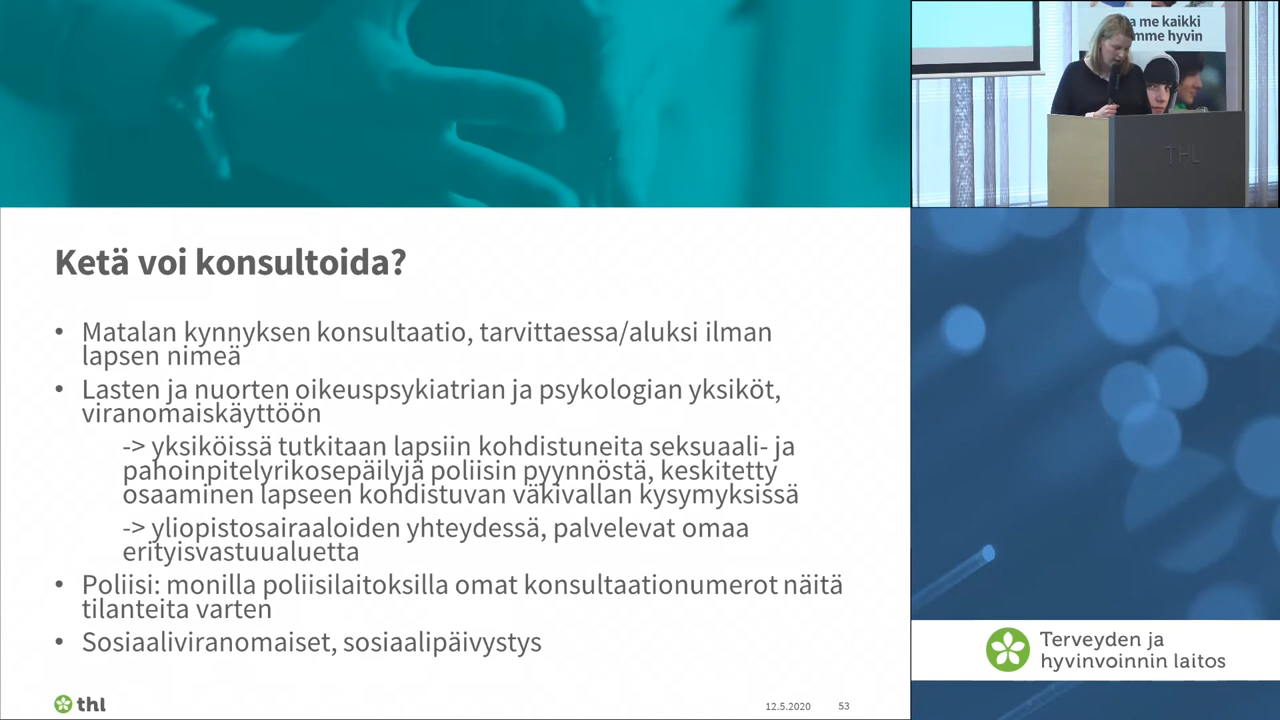 Ketä voi konsultoida?
• Matalan kynnyksen konsultaatio, tarvittaessa/aluksi ilman
lapsen nimeä
• Lasten ja nuorten oikeuspsykiatrian ja psykologian yksiköt,
viranomaiskäyttöön
-> yksiköissä tutkitaan lapsiin kohdistuneita seksuaali- ja
pahoinpitelyrikosepäilyjä poliisin pyynnöstä, keskitetty
osaaminen lapseen kohdistuvan väkivallan kysymyksissä
-> yliopistosairaaloiden yhteydessä, palvelevat omaa
erityisvastuualuetta
• Poliisi: monilla poliisilaitoksilla omat konsultaationumerot näitä
tilanteita varten
• Sosiaaliviranomaiset, sosiaalipäivystys
thl
12.5.2020
53
me kaikki
hyvin
THL
Terveyden ja
hyvinvoinnin laitos